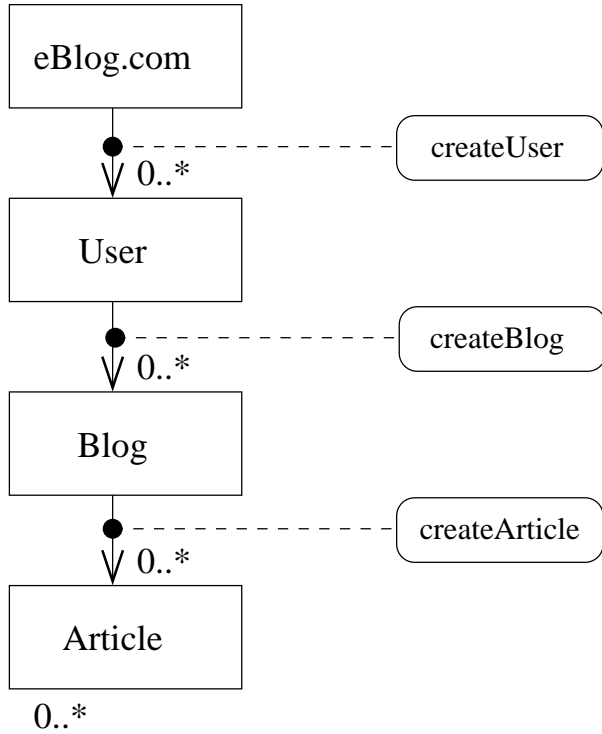 eBlog.com
createUser
0..*
User
createBlog
0..*
Blog
createArticle
0..*
Article
0..*